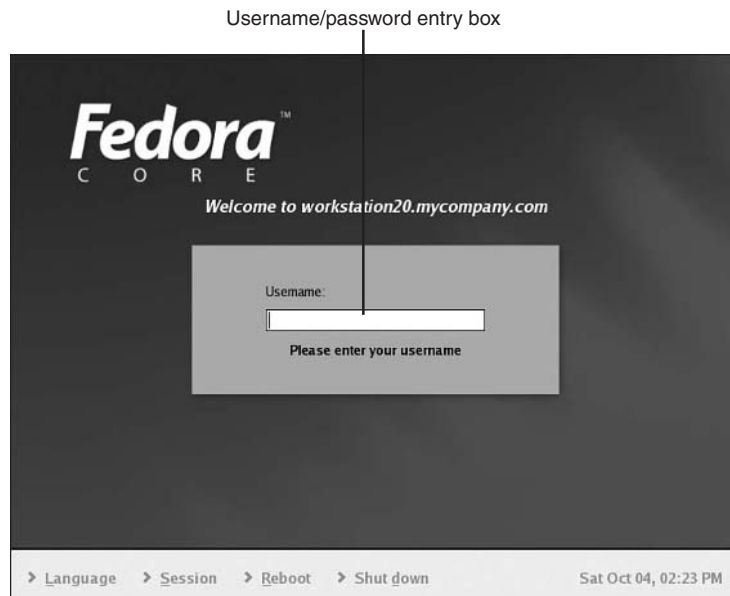 Username/password entry box
Fedora™
CORE
Welcome to workstation20.mycompany.com
Username:
Please enter your username
> Language > Session > Reboot > Shut down Sat Oct 04, 02:23 PM